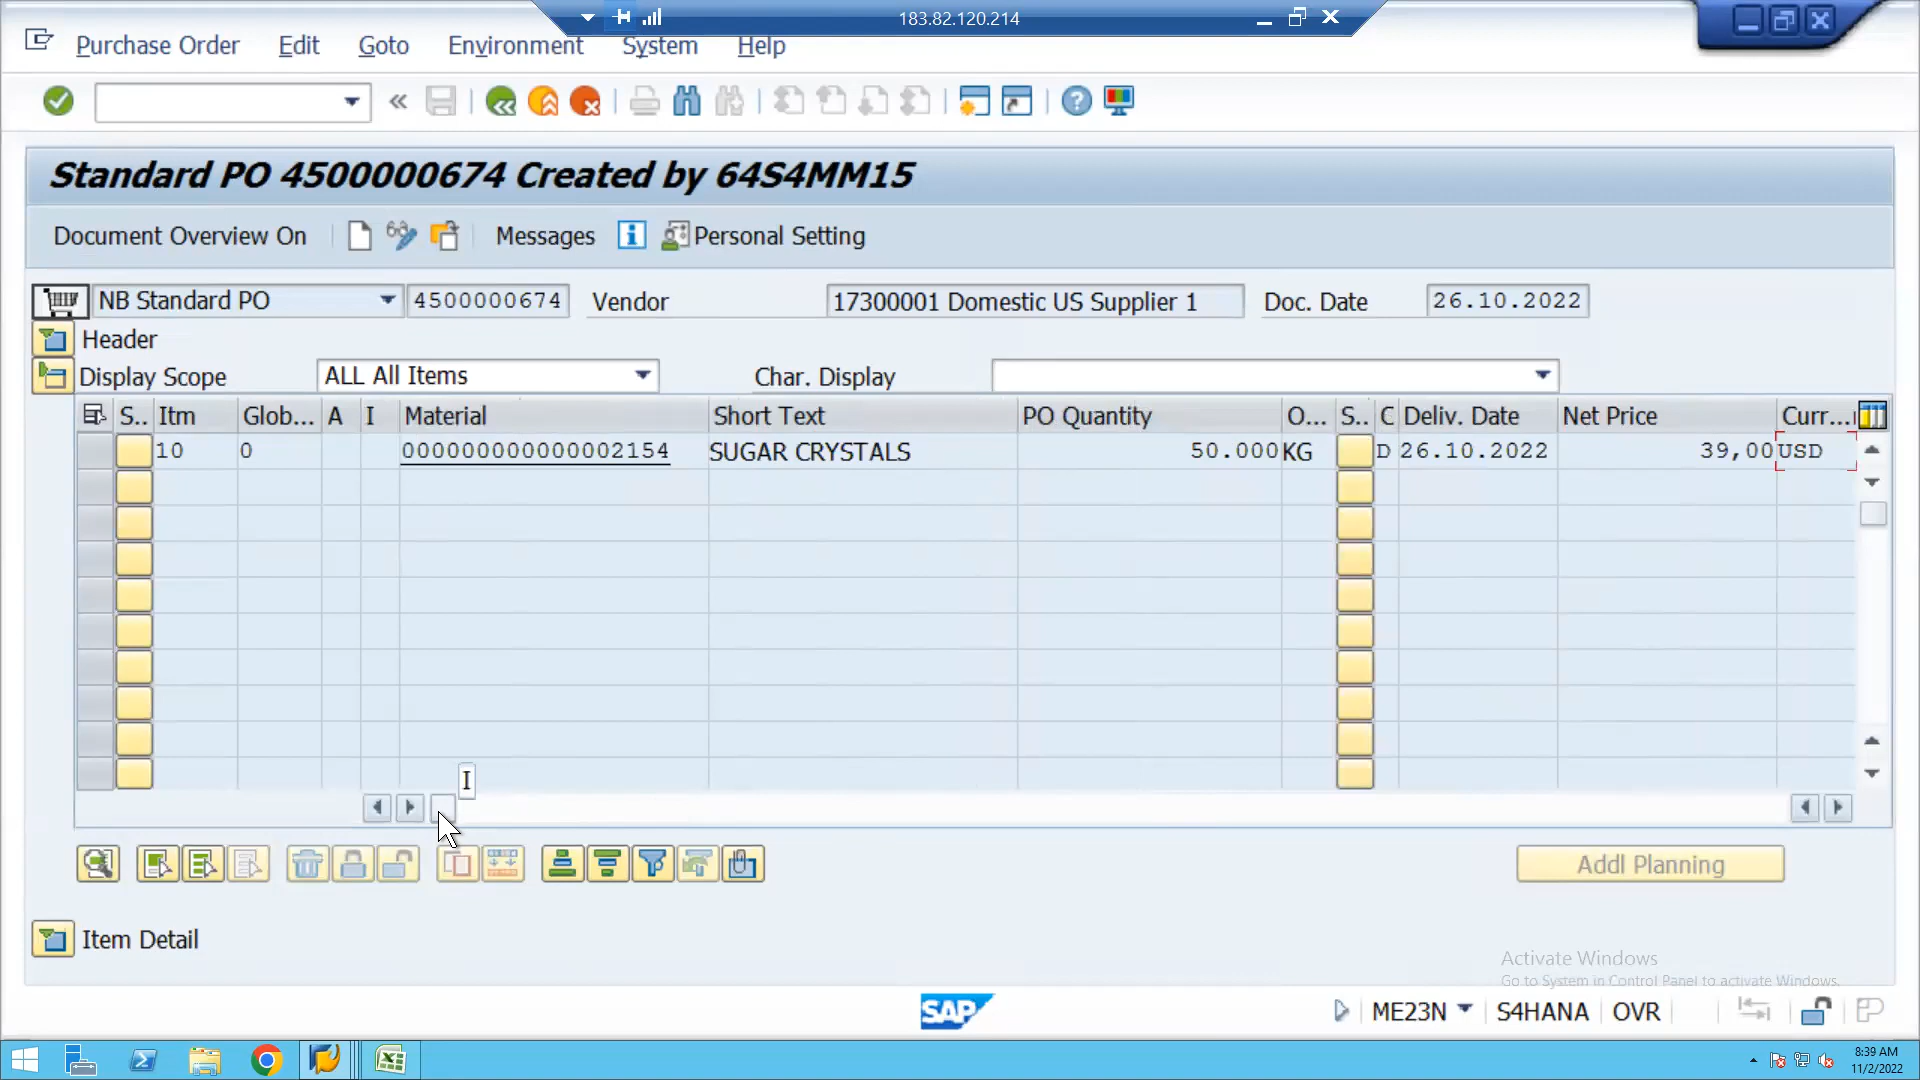 183.82.120.214
Purchase Order Edit Goto Environment System Help
Standard PO 4500000674 Created by 64S4MM15
Document Overview On Messages Personal Setting
NB Standard PO 4500000674 Vendor 17300001 Domestic US Supplier 1 Doc. Date 26.10.2022
Header
Display Scope ALL All Items Char. Display
S.. Itm Glob... A I Material Short Text PO Quantity O... S.. C Deliv. Date Net Price Curr...
10 0 000000000000002154 SUGAR CRYSTALS 50.000 KG D 26.10.2022 39,00 USD
Addl Planning
Item Detail
Activate Windows
Go to System in Control Panel to activate Windows.
SAP ME23N S4HANA OVR
8:39 AM
11/2/2022